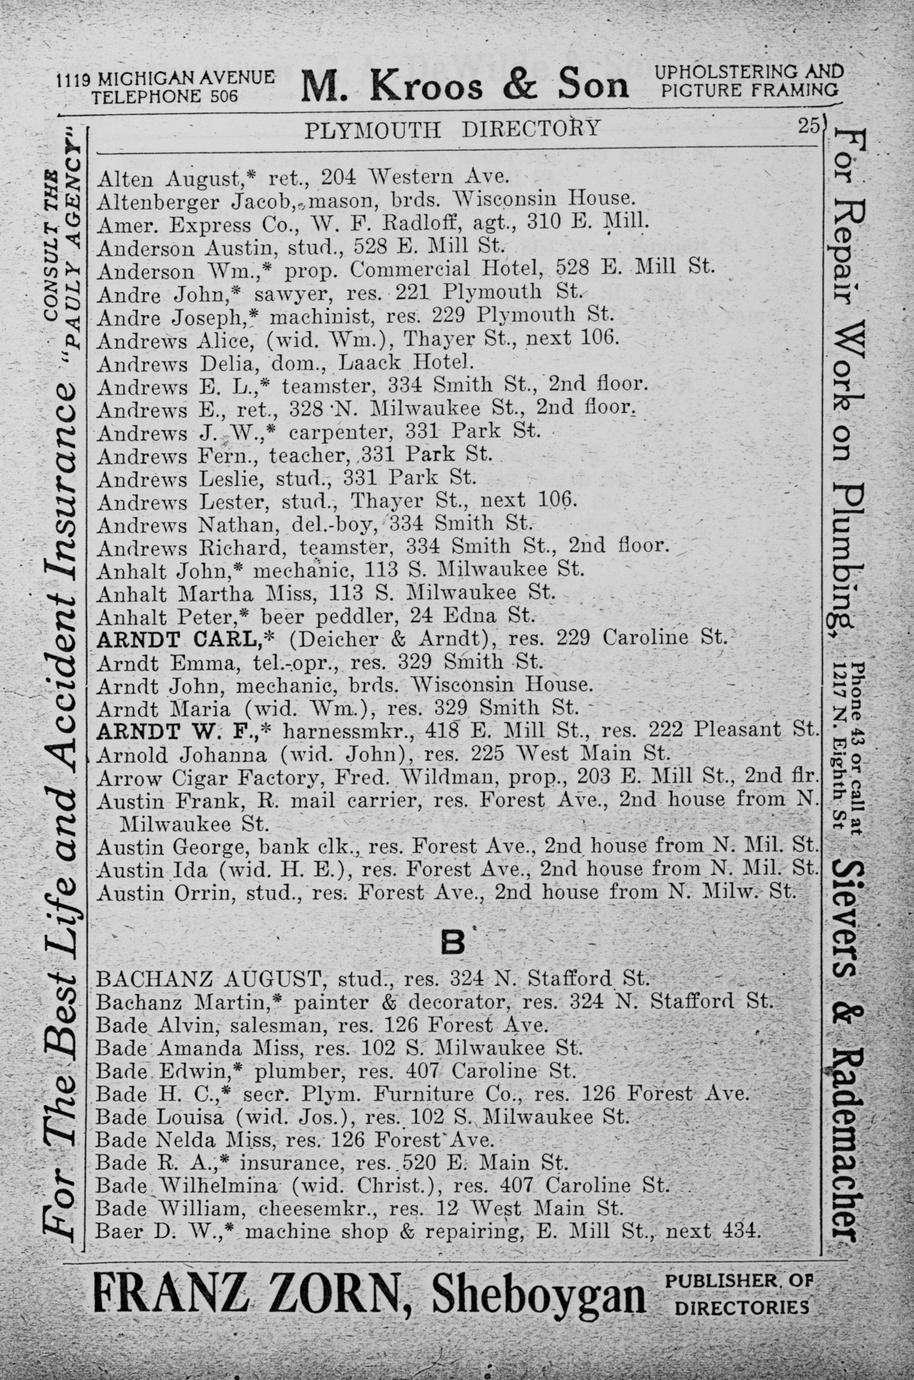 1119 MICHIGAN AVENUE
TELEPHONE 506
M. Kroos & Son
UPHOLSTERING AND
PICTURE FRAMING
PLYMOUTH DIRECTORY 25
Alten August,* ret., 204 Western Ave.
Altenberger Jacob, mason, brds. Wisconsin House.
Amer. Express Co., W. F. Radloff, agt., 310 E. Mill.
Anderson Austin, stud., 528 E. Mill St.
Anderson Wm.,* prop. Commercial Hotel, 528 E. Mill St.
Andre John,* sawyer, res. 221 Plymouth St.
Andre Joseph,* machinist, res. 229 Plymouth St.
Andrews Alice, (wid. Wm.), Thayer St., next 106.
Andrews Delia, dom., Laack Hotel.
Andrews E. L.,* teamster, 334 Smith St., 2nd floor.
Andrews E., ret., 328 N. Milwaukee St., 2nd floor.
Andrews J. W.,* carpenter, 331 Park St.
Andrews Fern., teacher, 331 Park St.
Andrews Leslie, stud., 331 Park St.
Andrews Lester, stud., Thayer St., next 106.
Andrews Nathan, del.-boy, 334 Smith St.
Andrews Richard, teamster, 334 Smith St., 2nd floor.
Anhalt John,* mechanic, 113 S. Milwaukee St.
Anhalt Martha Miss, 113 S. Milwaukee St.
Anhalt Peter,* beer peddler, 24 Edna St.
ARNDT CARL,* (Deicher & Arndt), res. 229 Caroline St.
Arndt Emma, tel.-opr., res. 329 Smith St.
Arndt John, mechanic, brds. Wisconsin House.
Arndt Maria (wid. Wm.), res. 329 Smith St.
ARNDT W. F.,* harnessmkr., 418 E. Mill St., res. 222 Pleasant St.
Arnold Johanna (wid. John), res. 225 West Main St.
Arrow Cigar Factory, Fred. Wildman, prop., 203 E. Mill St., 2nd flr.
Austin Frank, R. mail carrier, res. Forest Ave., 2nd house from N.
Milwaukee St.
Austin George, bank clk., res. Forest Ave., 2nd house from N. Mil. St.
Austin Ida (wid. H. E.), res. Forest Ave., 2nd house from N. Mil. St.
Austin Orrin, stud., res. Forest Ave., 2nd house from N. Milw. St.
B
BACHANZ AUGUST, stud., res. 324 N. Stafford St.
Bachanz Martin,* painter & decorator, res. 324 N. Stafford St.
Bade Alvin, salesman, res. 126 Forest Ave.
Bade Amanda Miss, res. 102 S. Milwaukee St.
Bade Edwin,* plumber, res. 407 Caroline St.
Bade H. C.,* secr. Plym. Furniture Co., res. 126 Forest Ave.
Bade Louisa (wid. Jos.), res. 102 S. Milwaukee St.
Bade Nelda Miss, res. 126 Forest Ave.
Bade R. A.,* insurance, res. 520 E. Main St.
Bade Wilhelmina (wid. Christ.), res. 407 Caroline St.
Bade William, cheesemkr., res. 12 West Main St.
Baer D. W.,* machine shop & repairing, E. Mill St., next 434.
For The Best Life and Accident Insurance
CONSULT THE
"PAULY AGENCY"
For Repair Work on Plumbing,
Phone 43 or call at
1217 N. Eighth St
Sievers & Rademacher
FRANZ ZORN, Sheboygan
PUBLISHER OF
DIRECTORIES